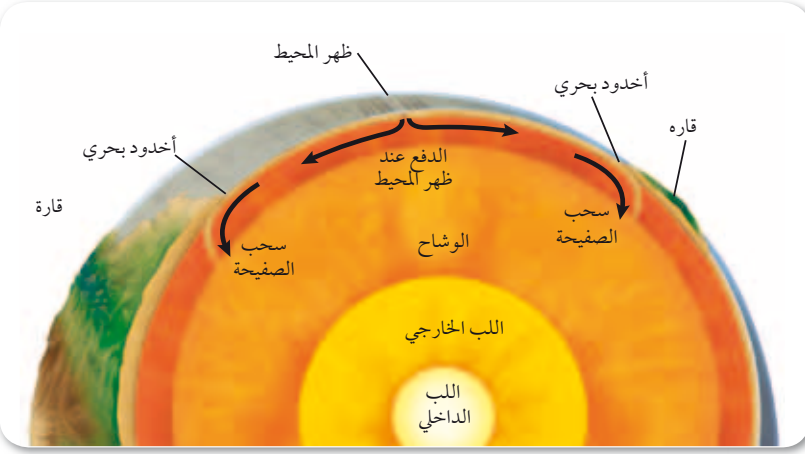 ظهر المحيط
أخدود بحري
قاره
أخدود بحري
الدفع عند
ظهر المحيط
قارة
سحب
الصفيحة
سحب
الصفيحة
الوشاح
اللب الخارجي
اللب
الداخلي